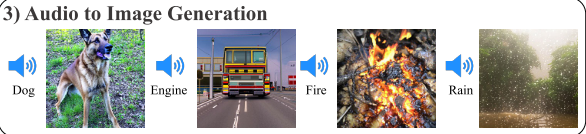 3) Audio to Image Generation
Dog
Engine
Fire
Rain